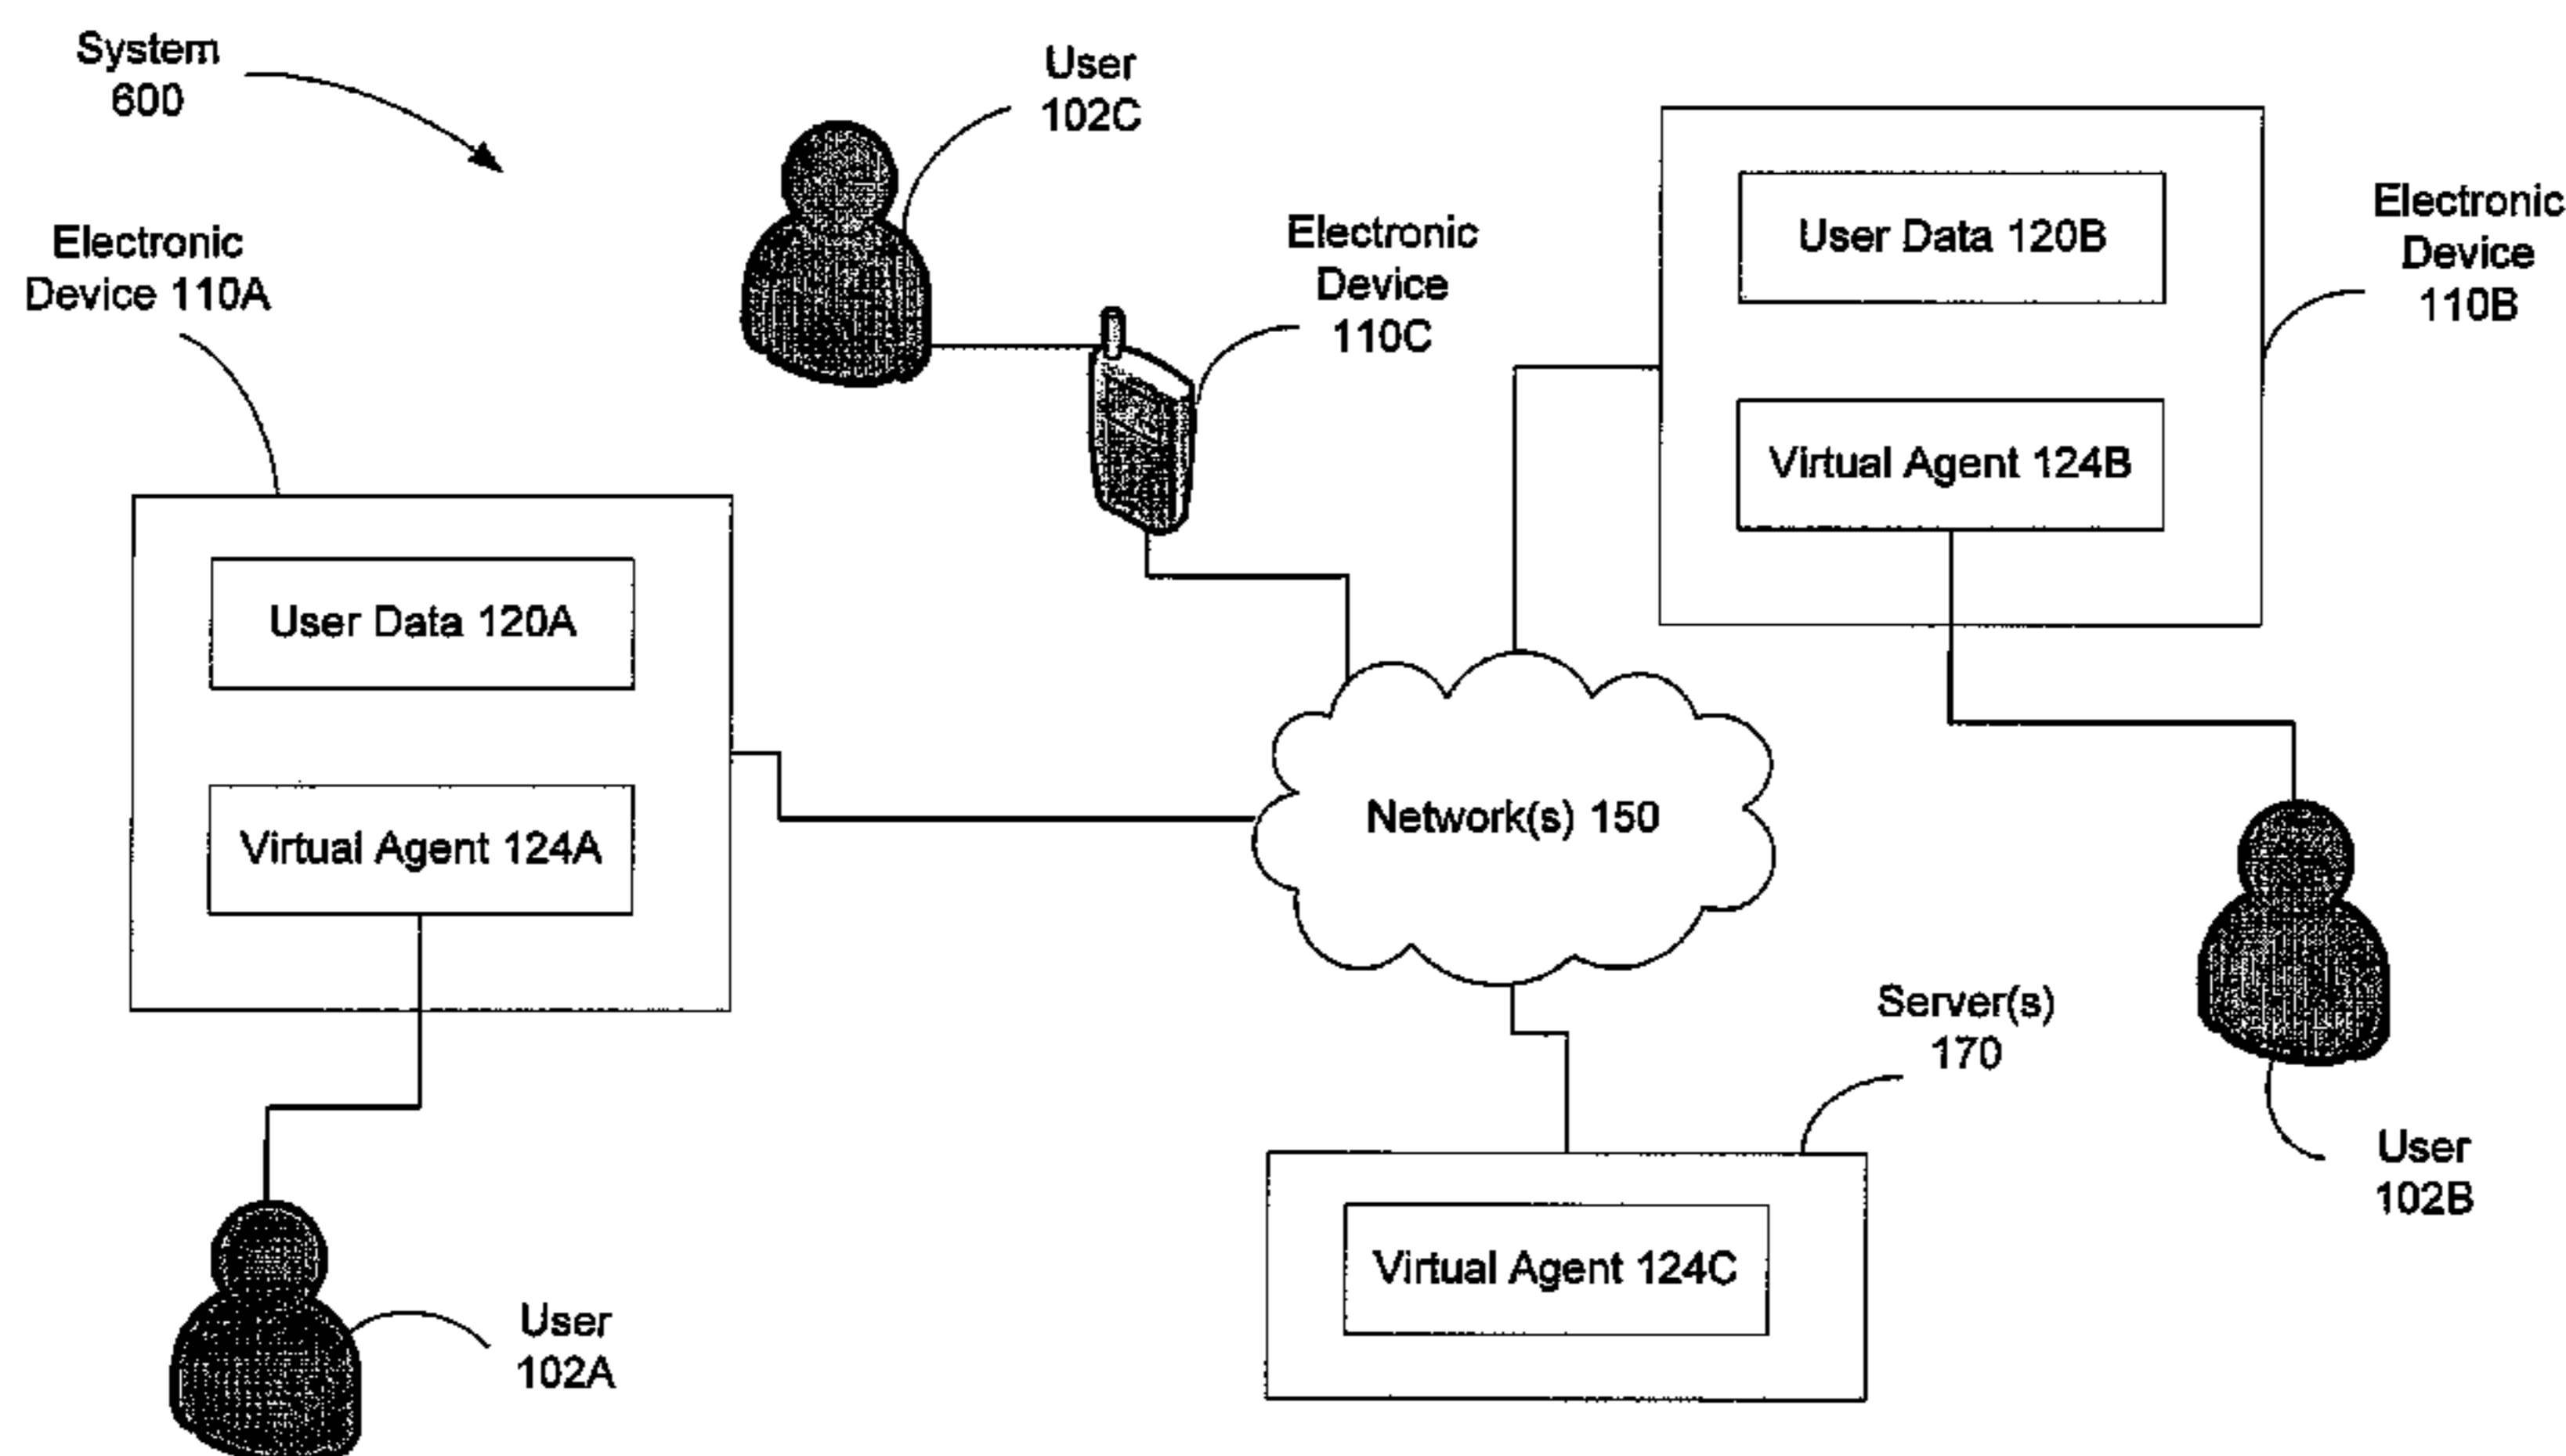 System
600
User
102C
Electronic
Device 110A
Electronic
Device
110C
User Data 120B
Virtual Agent 124B
Electronic
Device
110B
User Data 120A
Virtual Agent 124A
Network(s) 150
Server(s)
170
Virtual Agent 124C
User
102B
User
102A